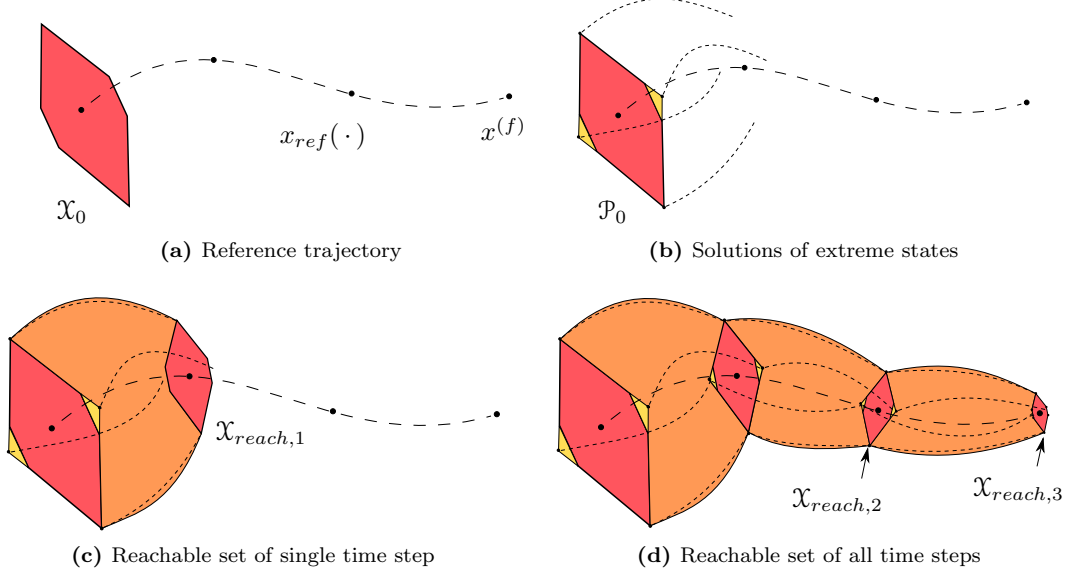 x_{ref}(·)
x^{(f)}
𝒳_0
(a) Reference trajectory
𝒫_0
(b) Solutions of extreme states
𝒳_{reach,1}
(c) Reachable set of single time step
𝒳_{reach,2}
𝒳_{reach,3}
(d) Reachable set of all time steps